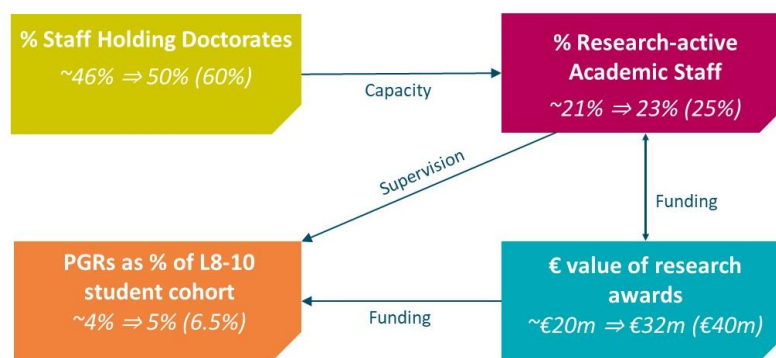 % Staff Holding Doctorates
~46% ⇒ 50% (60%)
Capacity
% Research-active
Academic Staff
~21% ⇒ 23% (25%)
Supervision
Funding
PGRs as % of L8-10
student cohort
~4% ⇒ 5% (6.5%)
Funding
€ value of research
awards
~€20m ⇒ €32m (€40m)